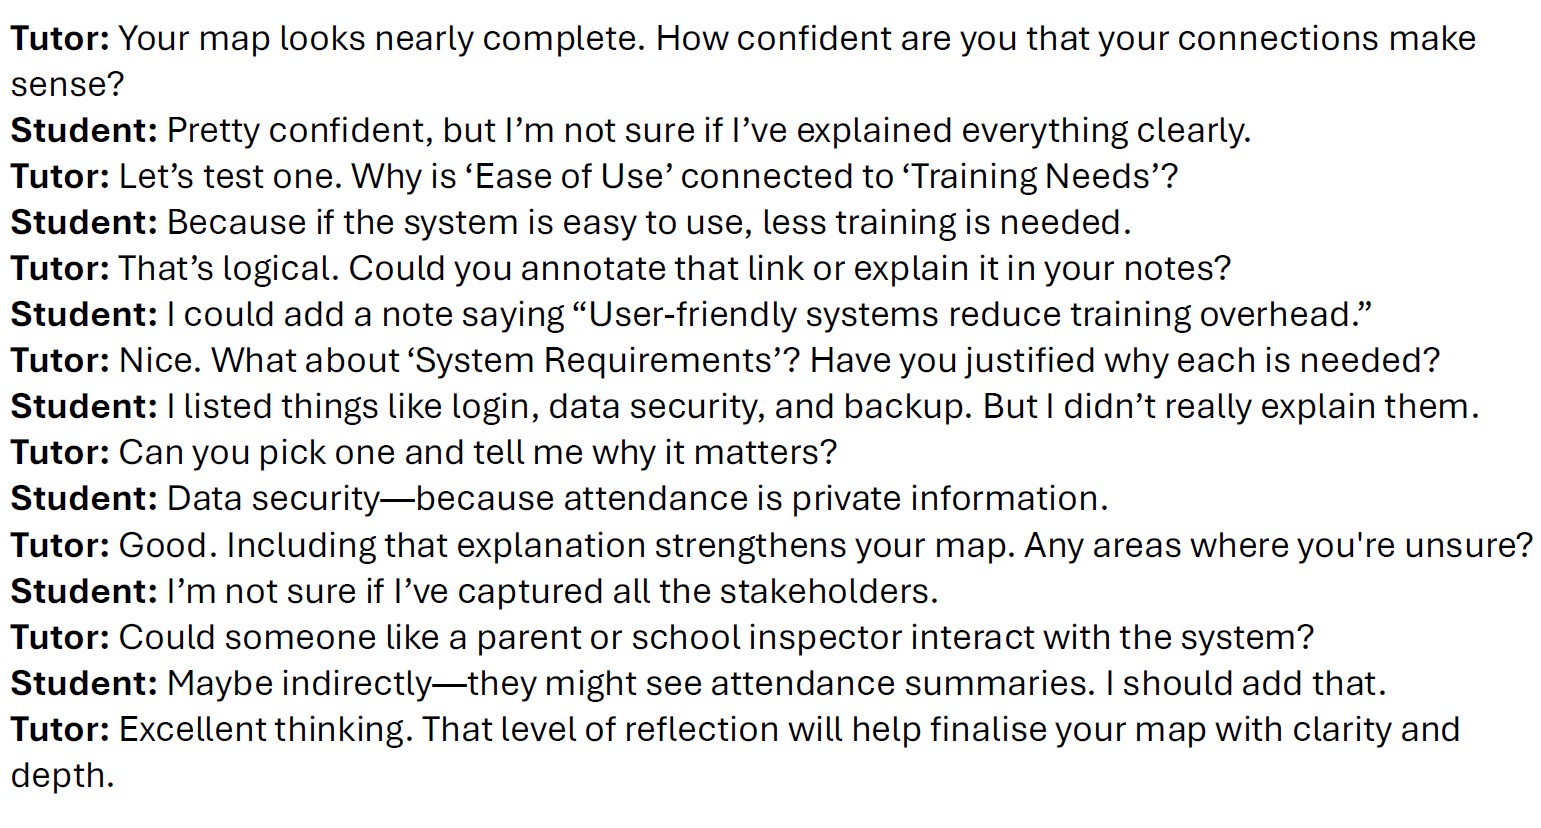 Tutor: Your map looks nearly complete. How confident are you that your connections make
sense?
Student: Pretty confident, but I’m not sure if I’ve explained everything clearly.
Tutor: Let’s test one. Why is ‘Ease of Use’ connected to ‘Training Needs’?
Student: Because if the system is easy to use, less training is needed.
Tutor: That’s logical. Could you annotate that link or explain it in your notes?
Student: I could add a note saying “User-friendly systems reduce training overhead.”
Tutor: Nice. What about ‘System Requirements’? Have you justified why each is needed?
Student: I listed things like login, data security, and backup. But I didn’t really explain them.
Tutor: Can you pick one and tell me why it matters?
Student: Data security—because attendance is private information.
Tutor: Good. Including that explanation strengthens your map. Any areas where you're unsure?
Student: I’m not sure if I’ve captured all the stakeholders.
Tutor: Could someone like a parent or school inspector interact with the system?
Student: Maybe indirectly—they might see attendance summaries. I should add that.
Tutor: Excellent thinking. That level of reflection will help finalise your map with clarity and
depth.